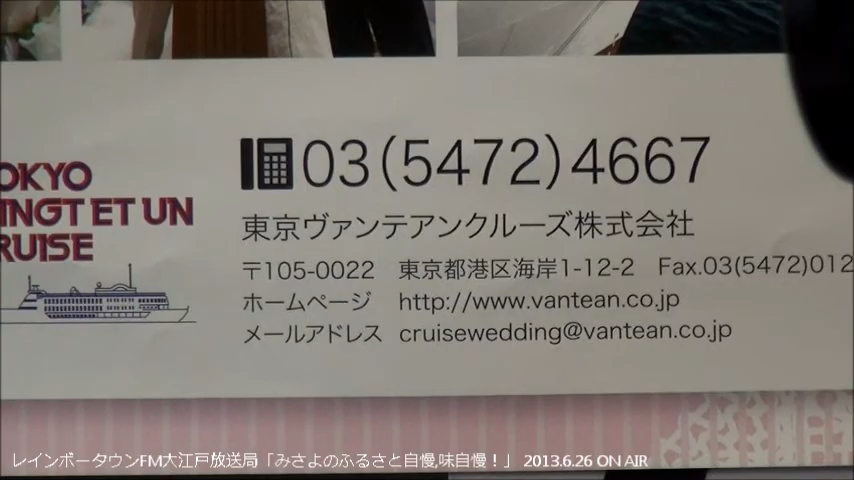 03(5472)4667
OKYO
INGT ET UN
RUISE
東京ヴァンテアンクルーズ株式会社
〒105-0022 東京都港区海岸1-12-2 Fax.03(5472)012
ホームページ http://www.vantean.co.jp
メールアドレス cruisewedding@vantean.co.jp
レインボータウンFM大江戸放送局「みさよのふるさと自慢,味自慢!」 2013.6.26 ON AIR